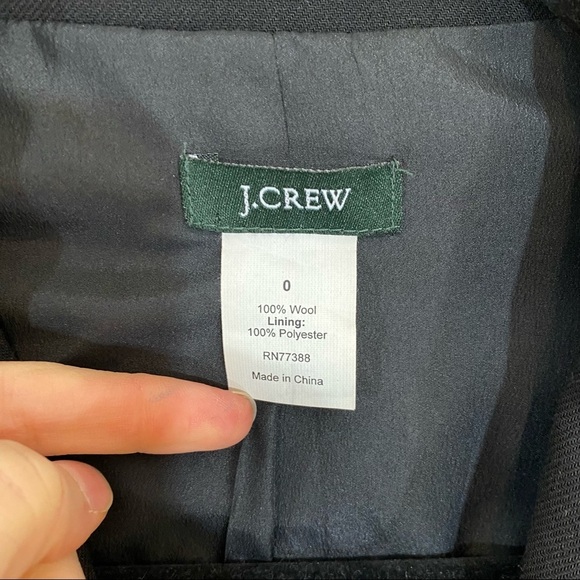 J.CREW
0
100% Wool
Lining:
100% Polyester
RN77388
Made in China